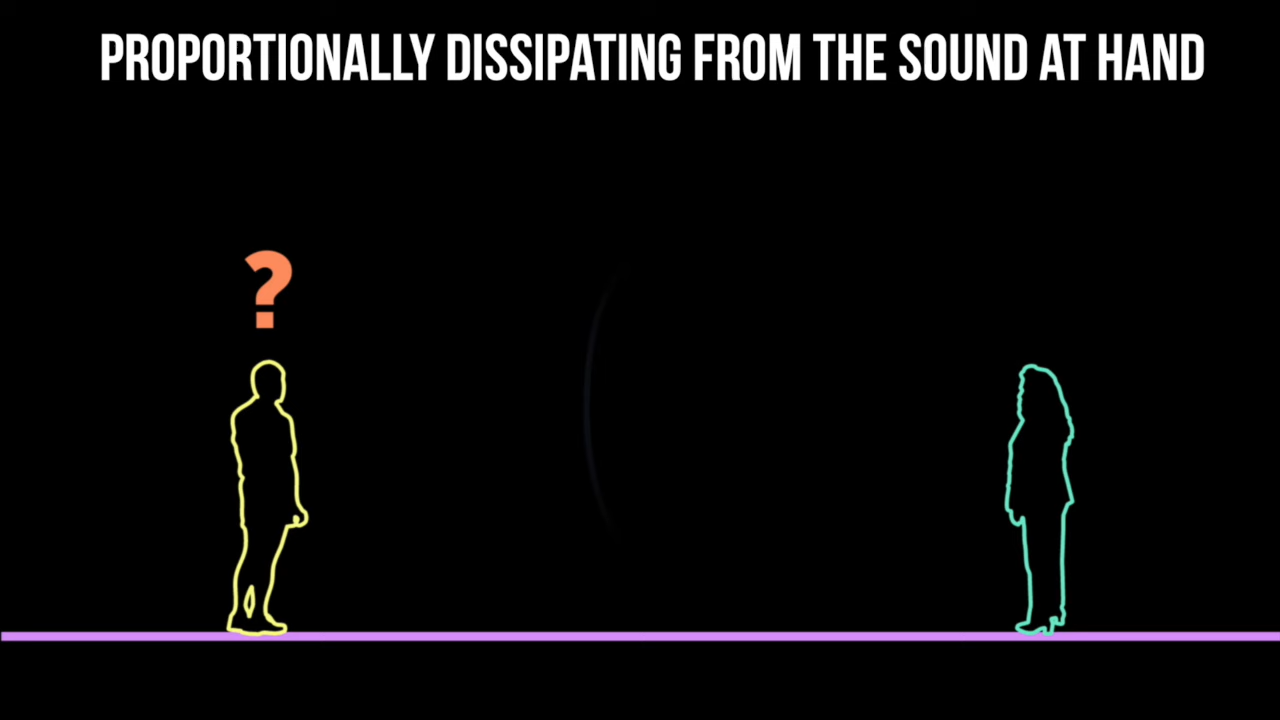 PROPORTIONALLY DISSIPATING FROM THE SOUND AT HAND
?